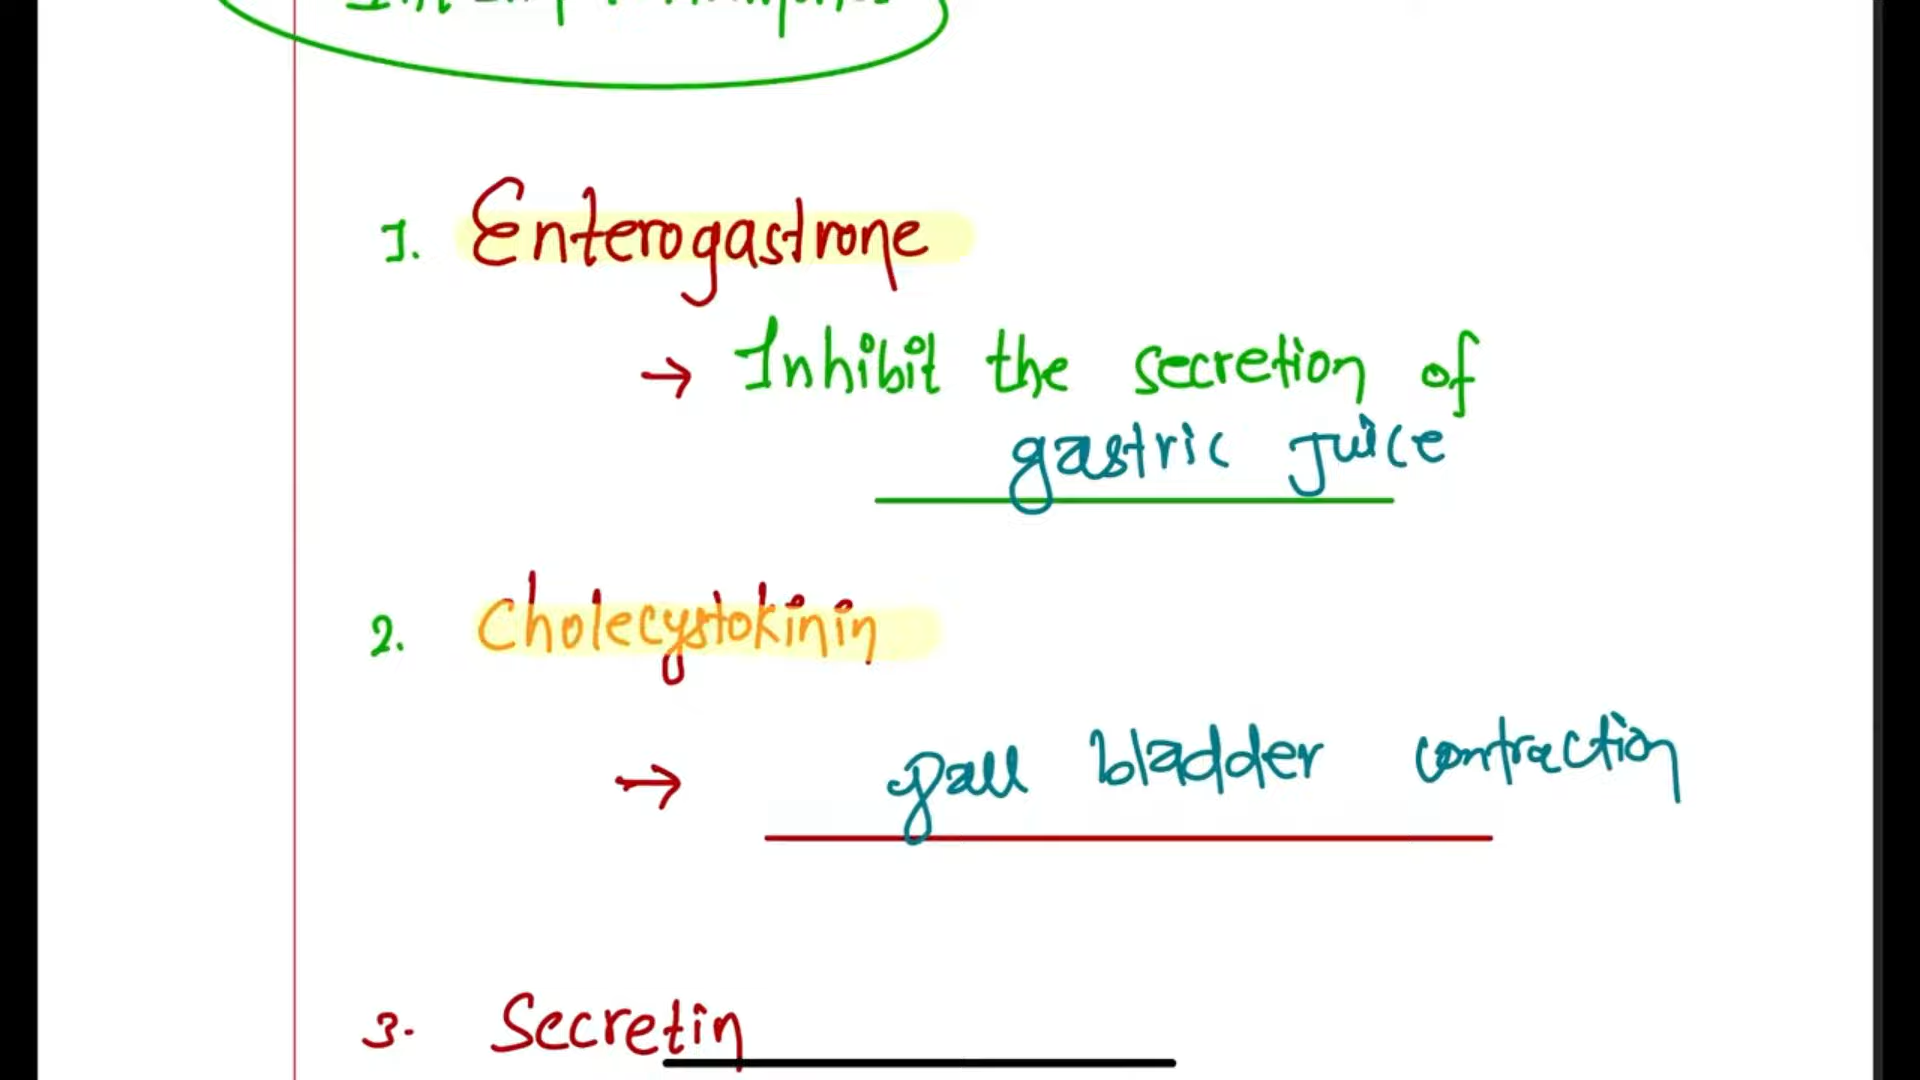 1. Enterogastrone
→ Inhibit the secretion of
gastric juice
2. Cholecystokinin
→ gall bladder contraction
3. Secretin